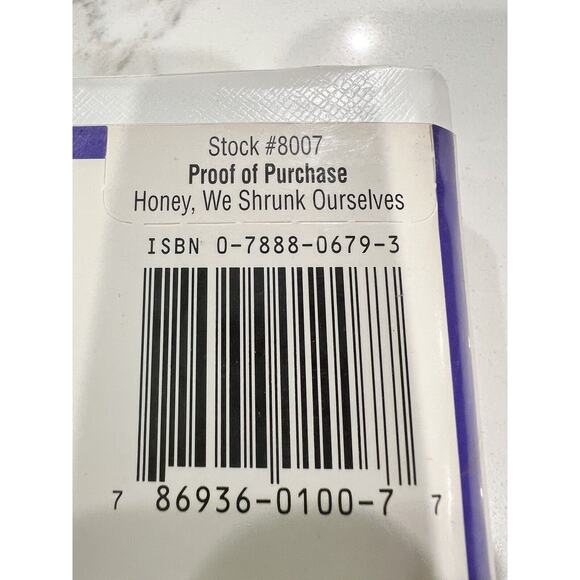 Stock #8007
Proof of Purchase
Honey, We Shrunk Ourselves
ISBN 0-7888-0679-3
7 86936-0100-7 7